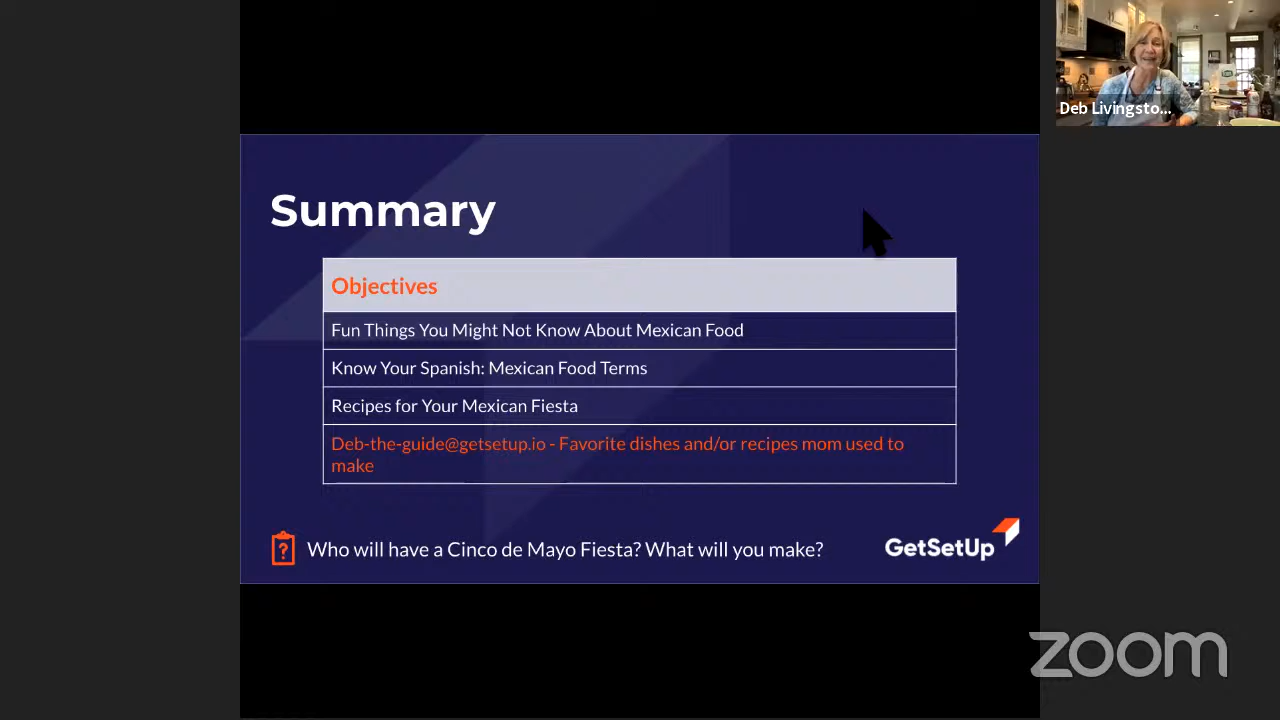 Deb Livingsto...
Summary
Objectives
Fun Things You Might Not Know About Mexican Food
Know Your Spanish: Mexican Food Terms
Recipes for Your Mexican Fiesta
Deb-the-guide@getsetup.io - Favorite dishes and/or recipes mom used to
make
? Who will have a Cinco de Mayo Fiesta? What will you make?
GetSetUp
zoom